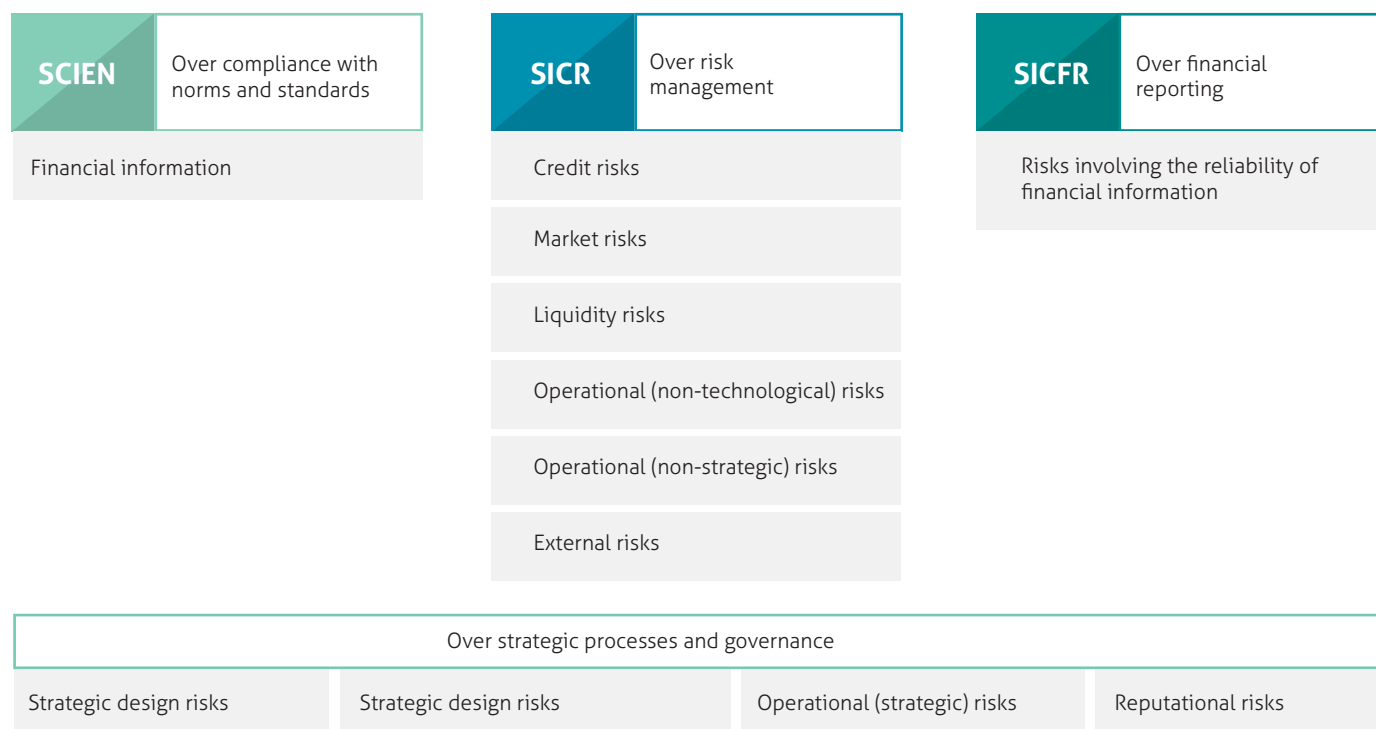 SCIEN
Over compliance with
norms and standards
Financial information
SICR
Over risk
management
Credit risks
Market risks
Liquidity risks
Operational (non-technological) risks
Operational (non-strategic) risks
External risks
SICFR
Over financial
reporting
Risks involving the reliability of
financial information
Over strategic processes and governance
Strategic design risks
Strategic design risks
Operational (strategic) risks
Reputational risks